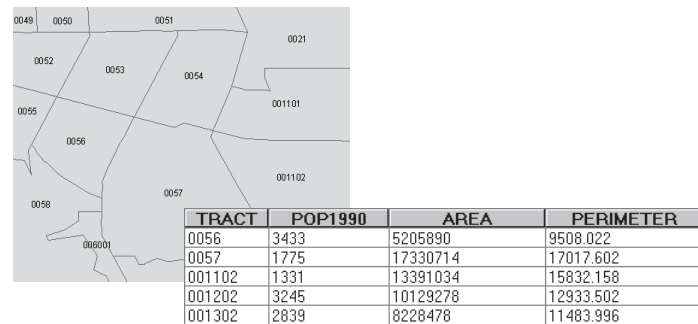 0049 0050 0051
0021
0052 0053 0054
001101
0055
0056
001102
0057
0058
006001
TRACT POP1990 AREA PERIMETER
0056 3433 5205890 9508.022
0057 1775 17330714 17017.602
001102 1331 13391034 15832.158
001202 3245 10129278 12933.502
001302 2839 8228478 11483.996